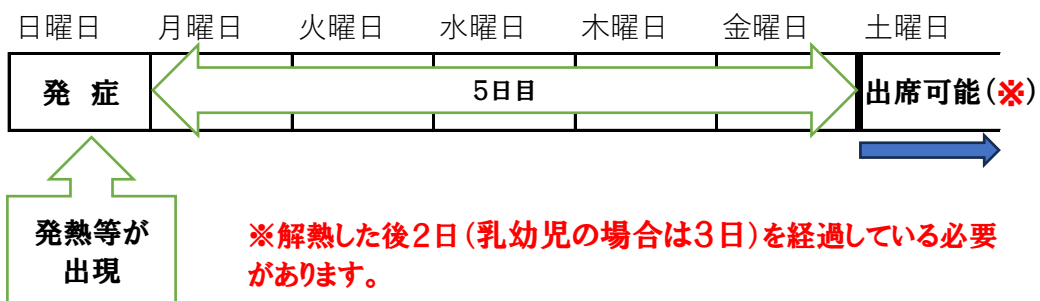 日曜日 月曜日 火曜日 水曜日 木曜日 金曜日 土曜日
発 症 5日目 出席可能(※)
発熱等が
出現
※解熱した後2日(乳幼児の場合は3日)を経過している必要
があります。